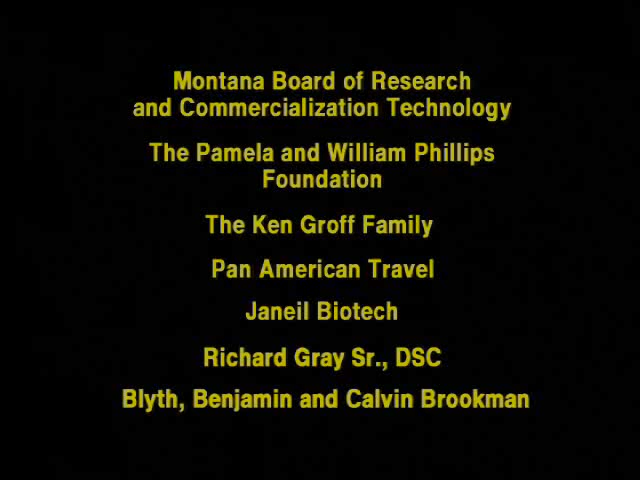 Montana Board of Research
and Commercialization Technology
The Pamela and William Phillips
Foundation
The Ken Groff Family
Pan American Travel
Janeil Biotech
Richard Gray Sr., DSC
Blyth, Benjamin and Calvin Brookman